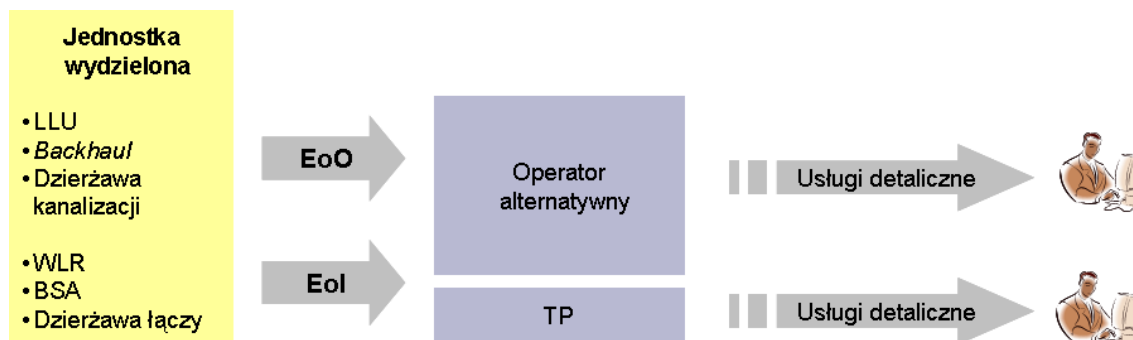 Jednostka
wydzielona
• LLU
• Backhaul
• Dzierżawa
kanalizacji
• WLR
• BSA
• Dzierżawa łączy
EoO
EoI
Operator
alternatywny
TP
Usługi detaliczne
Usługi detaliczne